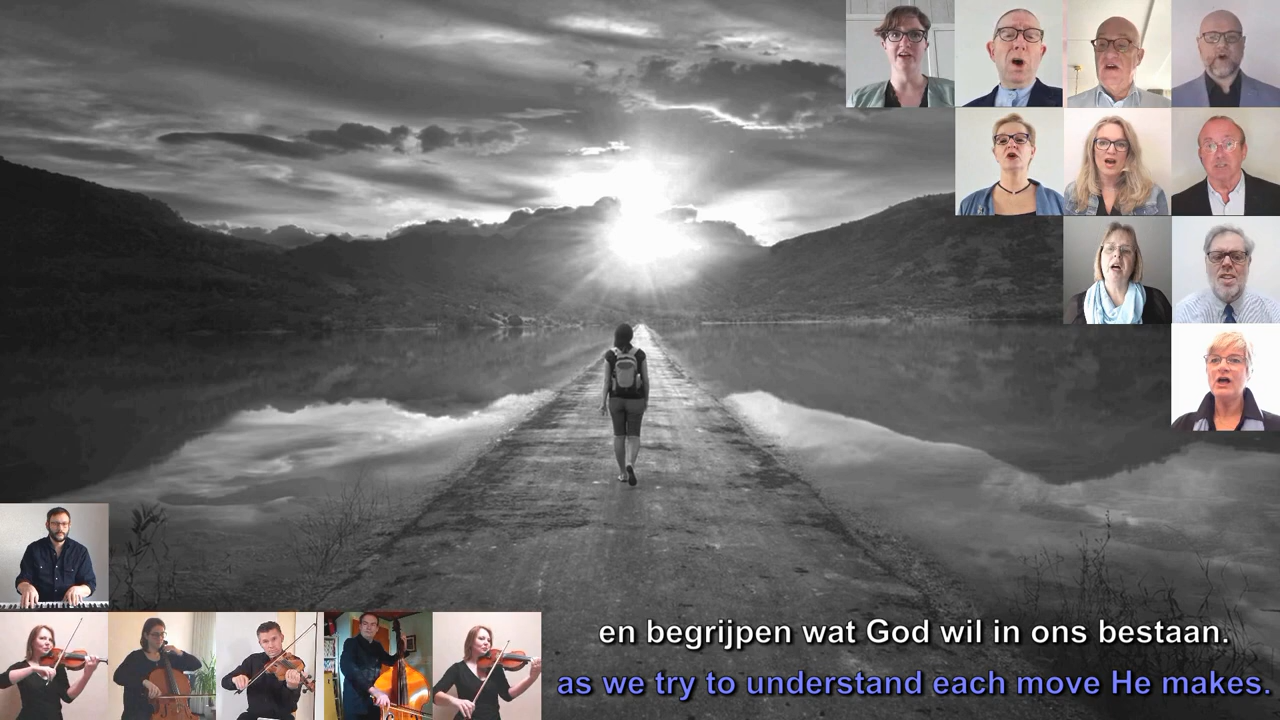 en begrijpen wat God wil in ons bestaan.
as we try to understand each move He makes.